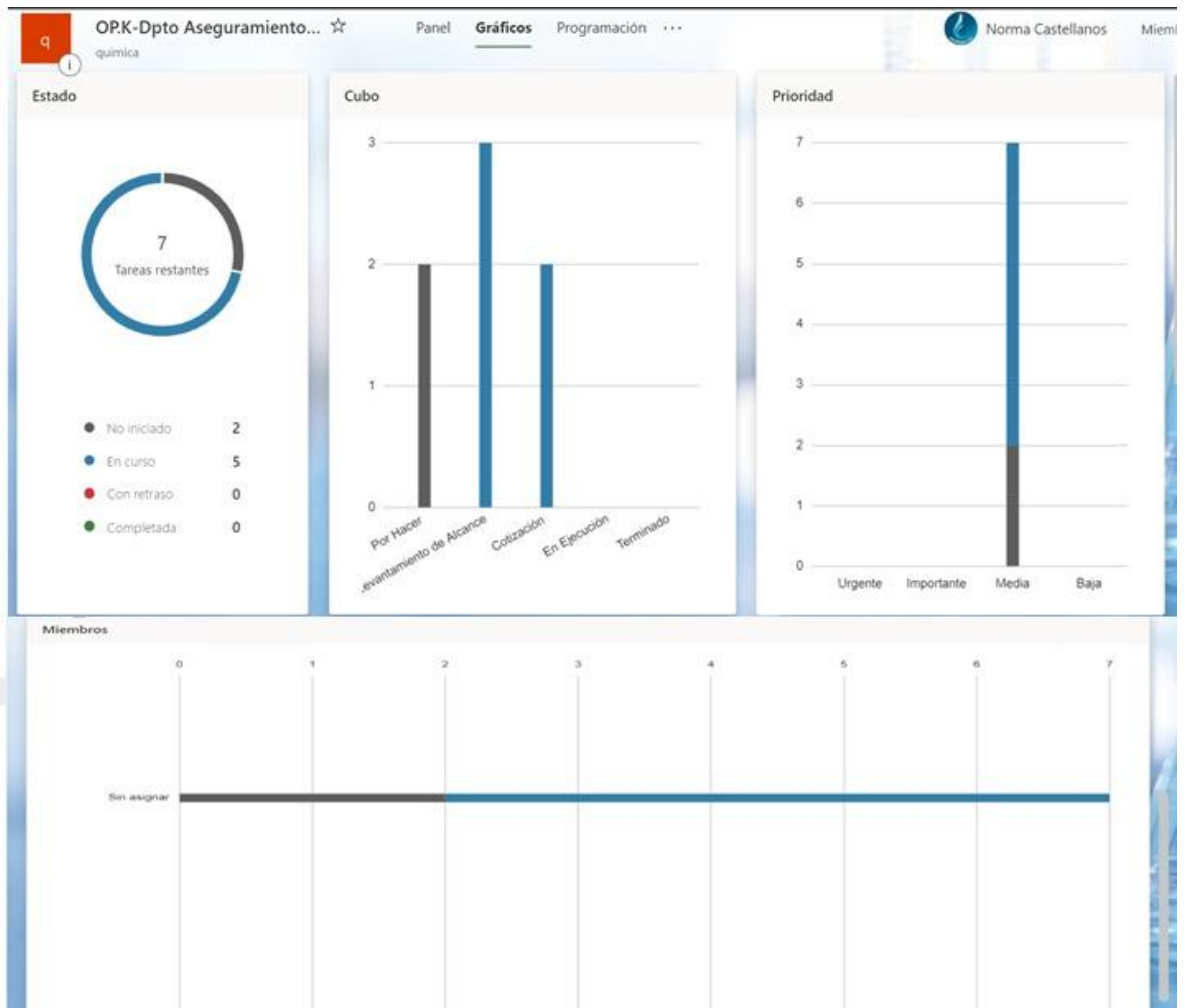 q
OP.K-Dpto Aseguramiento... ☆ Panel Gráficos Programación ··· Norma Castellanos Miem
i
quimica
Estado
7
Tareas restantes
No iniciado 2
En curso 5
Con retraso 0
Completada 0
Cubo
3
2
1
0
Por Hacer
evantamiento de Alcance
Cotización
En Ejecución
Terminado
Prioridad
7
6
5
4
3
2
1
0
Urgente Importante Media Baja
Miembros
0 1 2 3 4 5 6 7
Sin asignar